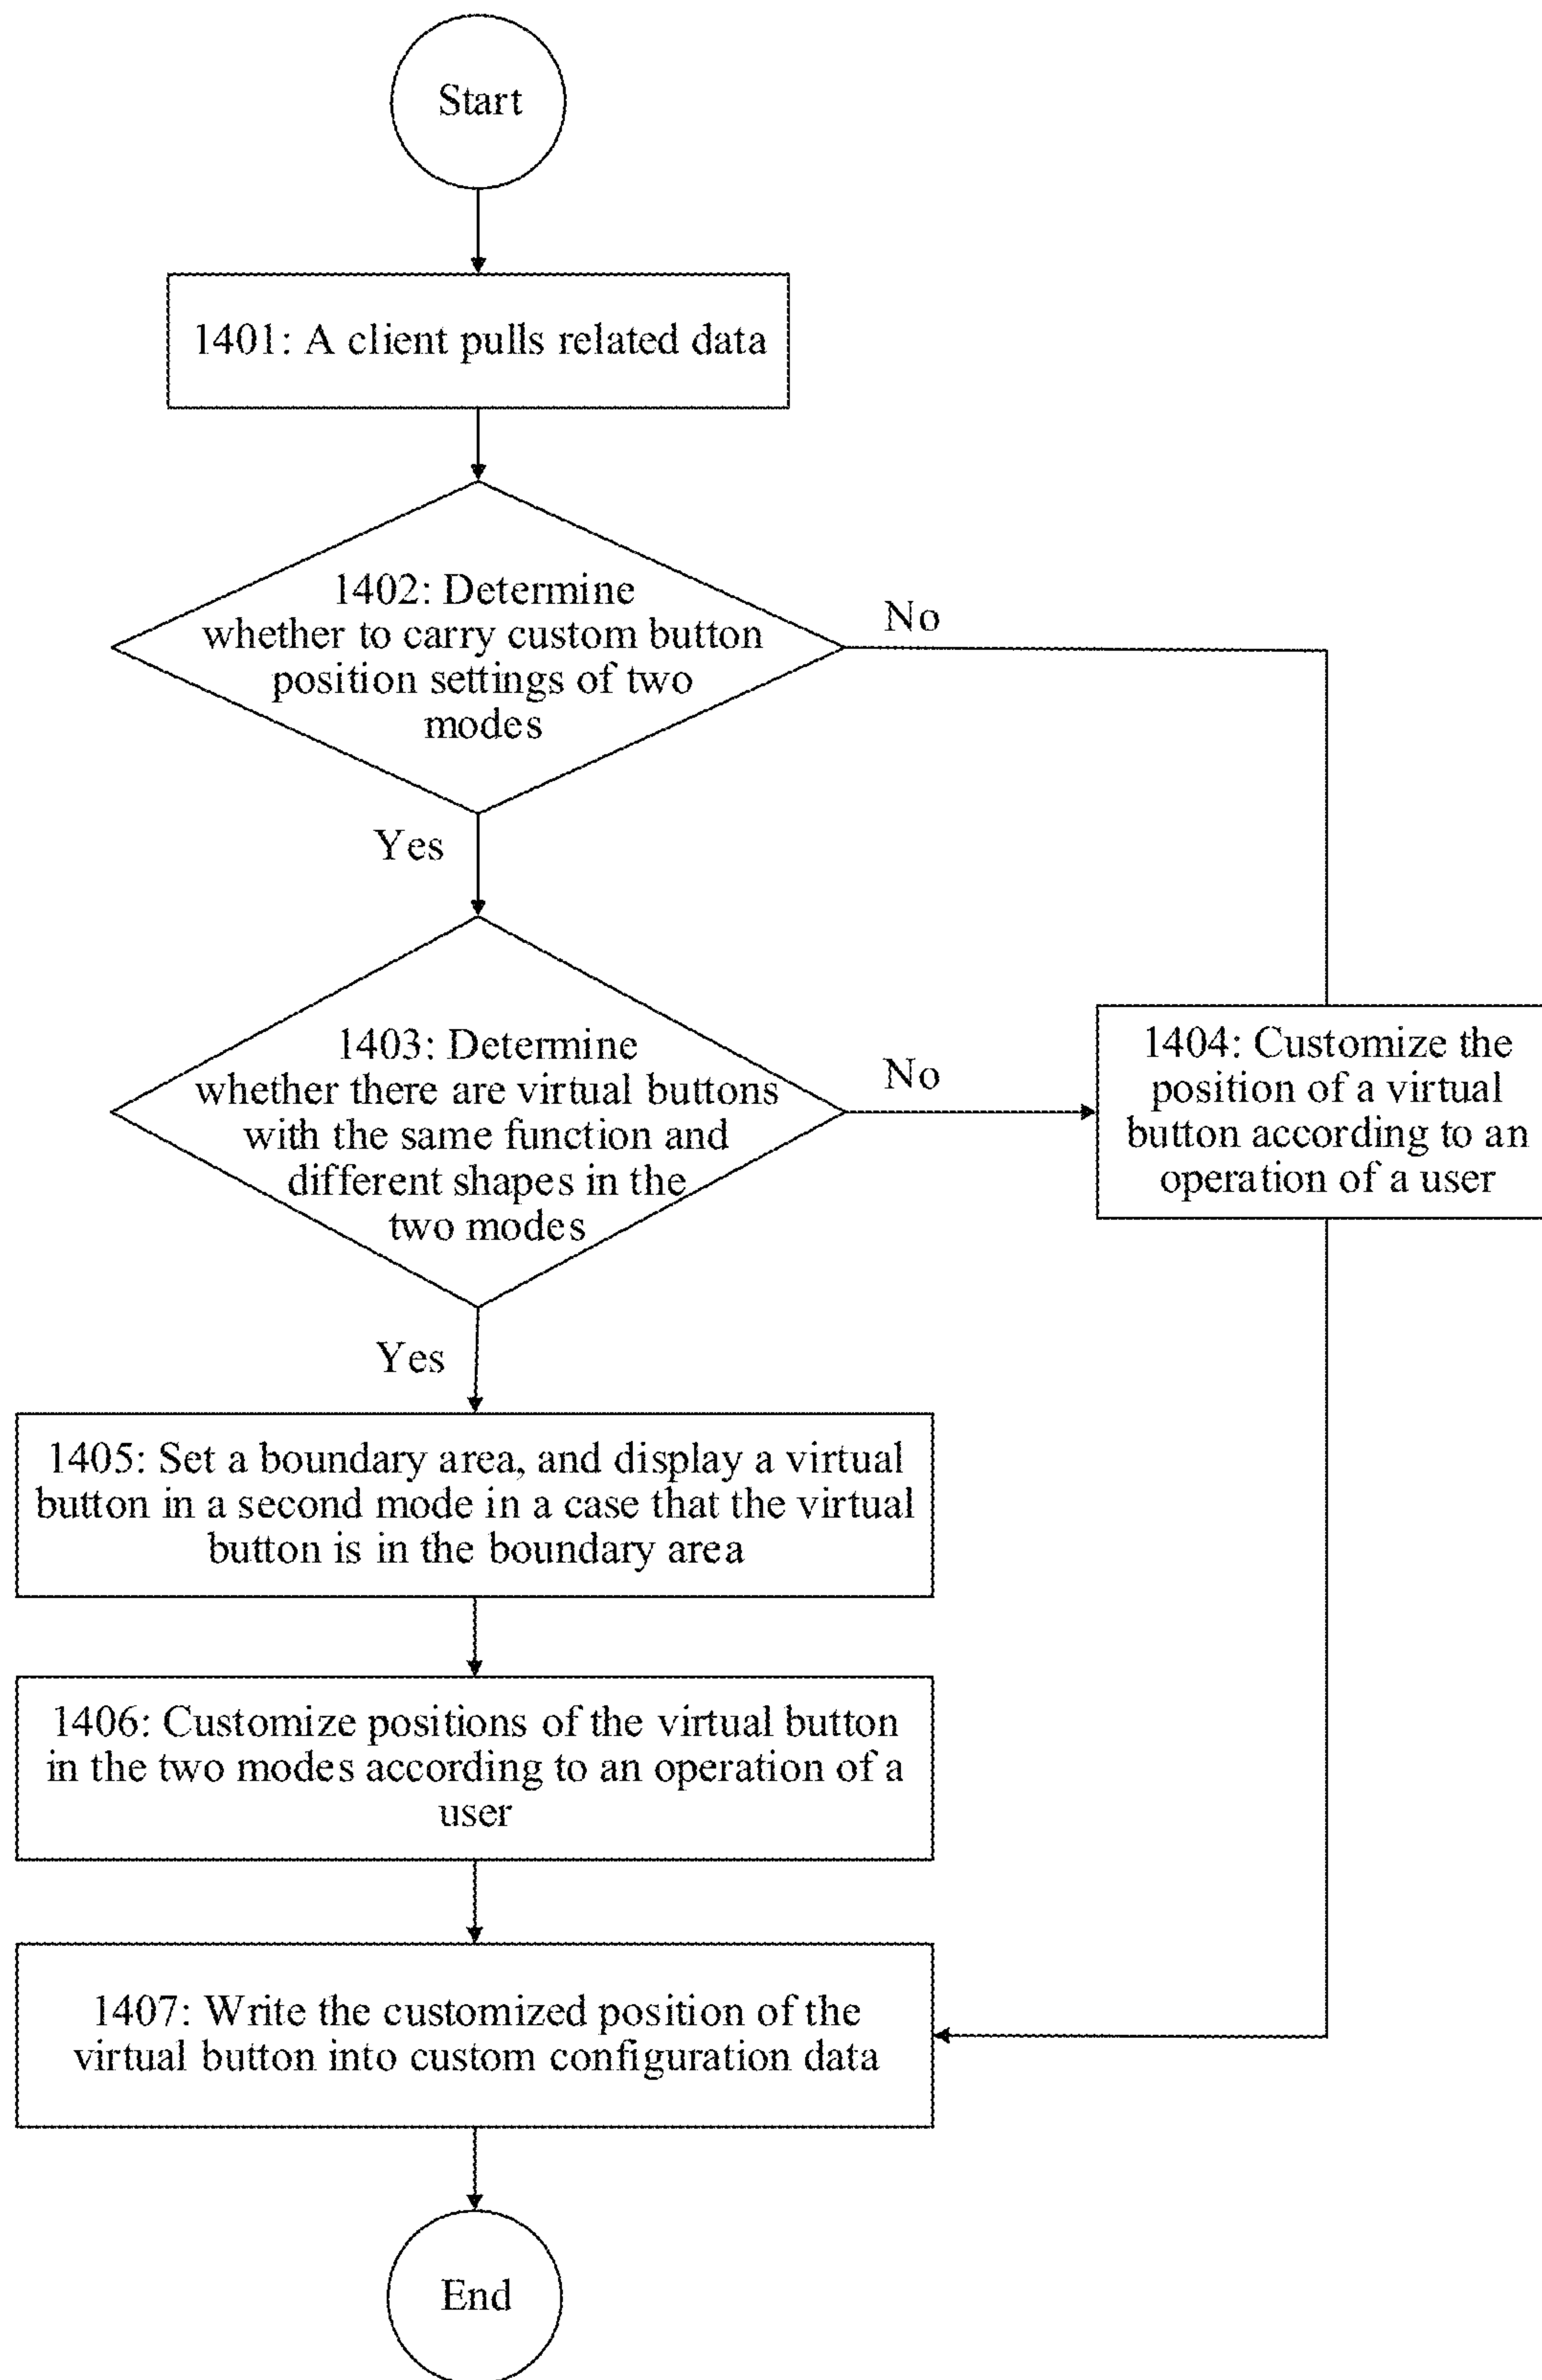 Start
1401: A client pulls related data
1402: Determine
whether to carry custom button
position settings of two
modes
No
Yes
1403: Determine
whether there are virtual buttons
with the same function and
different shapes in the
two modes
No
1404: Customize the
position of a virtual
button according to an
operation of a user
Yes
1405: Set a boundary area, and display a virtual
button in a second mode in a case that the virtual
button is in the boundary area
1406: Customize positions of the virtual button
in the two modes according to an operation of a
user
1407: Write the customized position of the
virtual button into custom configuration data
End